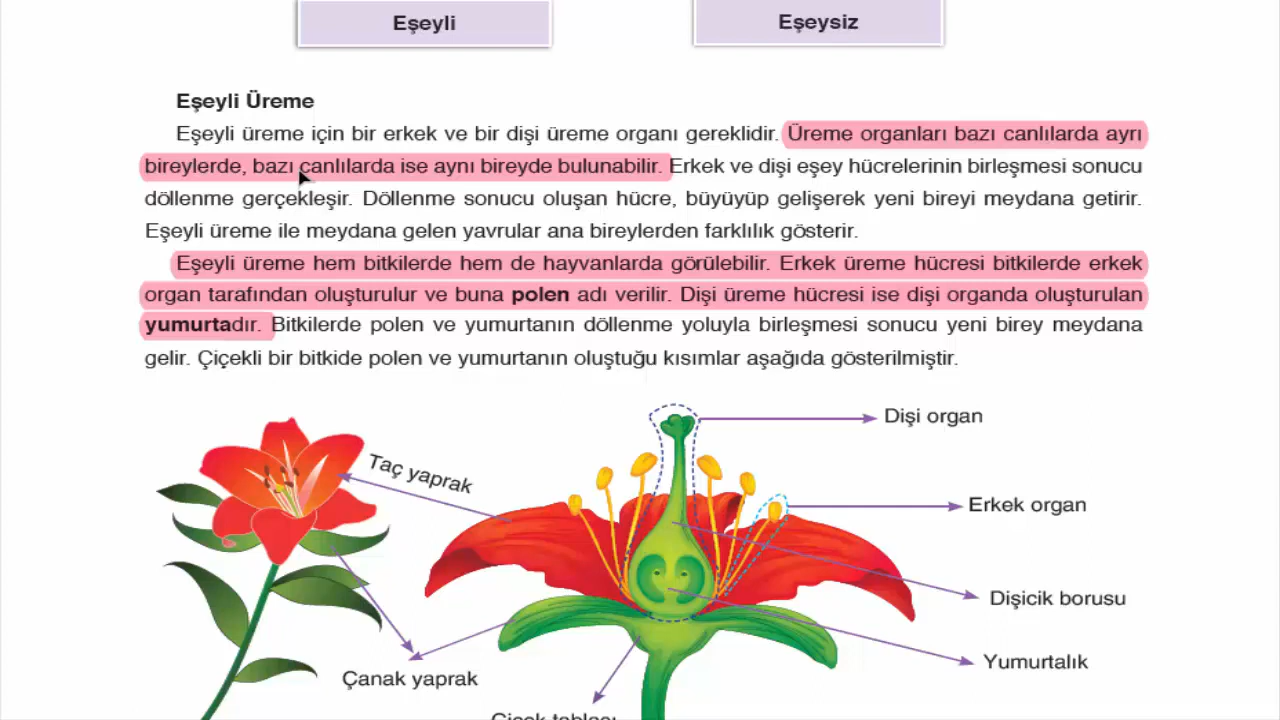 Eşeyli
Eşeysiz
Eşeyli Üreme
Eşeyli üreme için bir erkek ve bir dişi üreme organı gereklidir. Üreme organları bazı canlılarda ayrı
bireylerde, bazı canlılarda ise aynı bireyde bulunabilir. Erkek ve dişi eşey hücrelerinin birleşmesi sonucu
döllenme gerçekleşir. Döllenme sonucu oluşan hücre, büyüyüp gelişerek yeni bireyi meydana getirir.
Eşeyli üreme ile meydana gelen yavrular ana bireylerden farklılık gösterir.
Eşeyli üreme hem bitkilerde hem de hayvanlarda görülebilir. Erkek üreme hücresi bitkilerde erkek
organ tarafından oluşturulur ve buna polen adı verilir. Dişi üreme hücresi ise dişi organda oluşturulan
yumurtadır. Bitkilerde polen ve yumurtanın döllenme yoluyla birleşmesi sonucu yeni birey meydana
gelir. Çiçekli bir bitkide polen ve yumurtanın oluştuğu kısımlar aşağıda gösterilmiştir.
Dişi organ
Taç yaprak
Erkek organ
Dişicik borusu
Yumurtalık
Çanak yaprak
Çiçek tablası